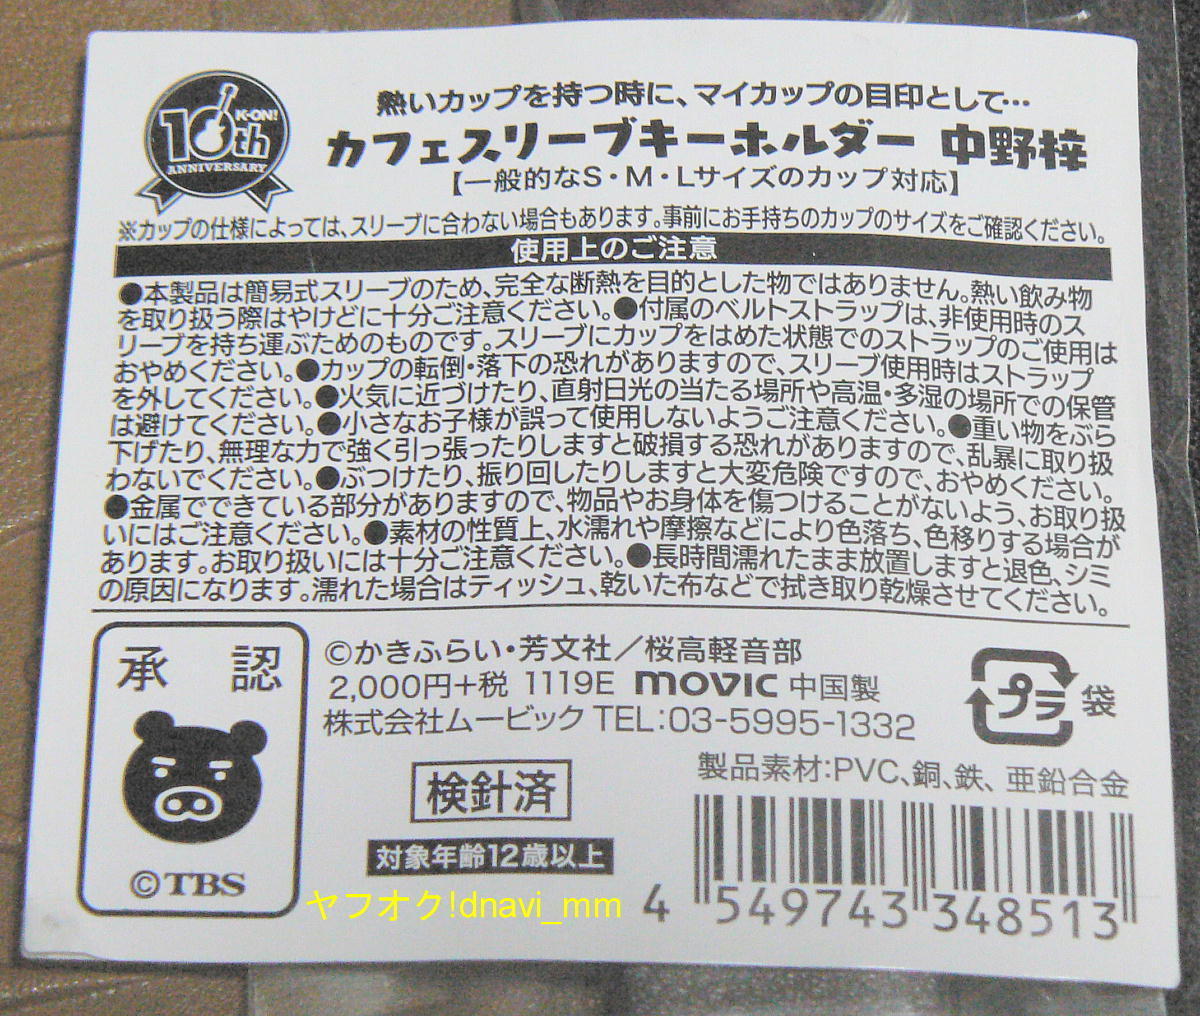 K-ON!
10th
ANNIVERSARY
熱いカップを持つ時に、マイカップの目印として…
カフェスリーブキーホルダー 中野梓
【一般的なS・M・Lサイズのカップ対応】
※カップの仕様によっては、スリーブに合わない場合もあります。事前にお手持ちのカップのサイズをご確認ください。
使用上のご注意
●本製品は簡易式スリーブのため、完全な断熱を目的とした物ではありません。熱い飲み物
を取り扱う際はやけどに十分ご注意ください。●付属のベルトストラップは、非使用時のス
リーブを持ち運ぶためのものです。スリーブにカップをはめた状態でのストラップのご使用は
おやめください。●カップの転倒・落下の恐れがありますので、スリーブ使用時はストラップ
を外してください。●火気に近づけたり、直射日光の当たる場所や高温・多湿の場所での保管
は避けてください。●小さなお子様が誤って使用しないようご注意ください。●重い物をぶら
下げたり、無理な力で強く引っ張ったりしますと破損する恐れがありますので、乱暴に取り扱
わないでください。●ぶつけたり、振り回したりしますと大変危険ですので、おやめください。
●金属でできている部分がありますので、物品やお身体を傷つけることがないよう、お取り扱
いにはご注意ください。●素材の性質上、水濡れや摩擦などにより色落ち、色移りする場合が
あります。お取り扱いには十分ご注意ください。●長時間濡れたまま放置しますと退色、シミ
の原因になります。濡れた場合はティッシュ、乾いた布などで拭き取り乾燥させてください。
承認
©TBS
©かきふらい・芳文社／桜高軽音部
2,000円+税 1119E movic 中国製
株式会社ムービック TEL:03-5995-1332
プラ 袋
検針済
製品素材:PVC、銅、鉄、亜鉛合金
対象年齢12歳以上
ヤフオク!dnavi_mm
4 549743 348513